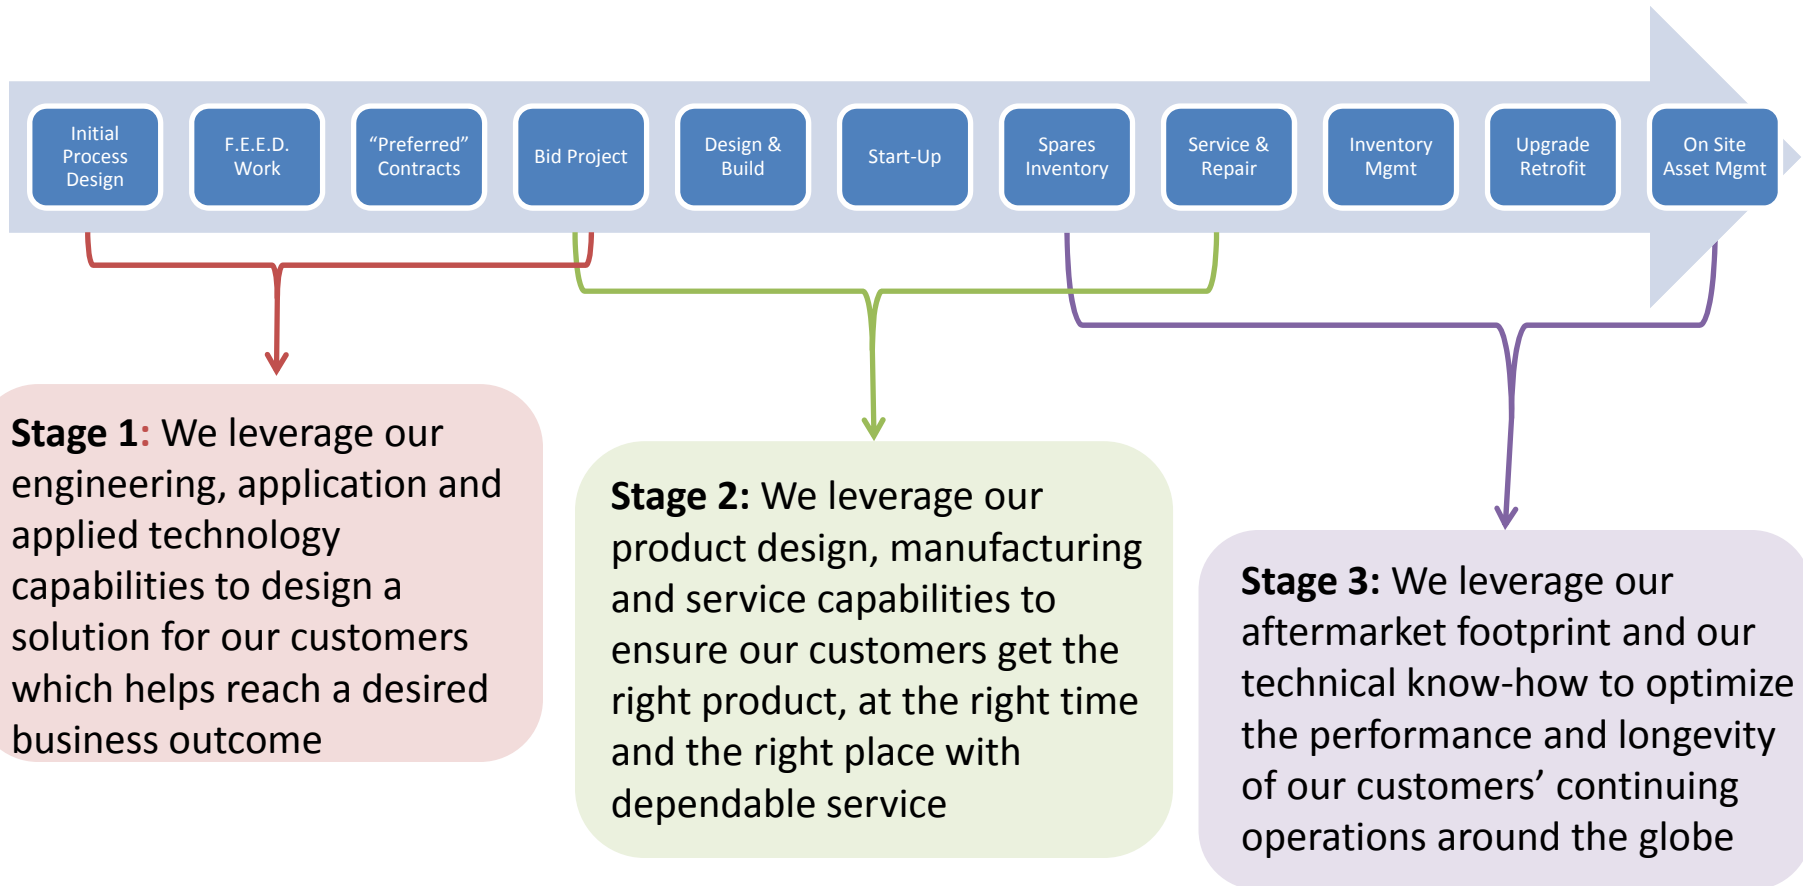 Initial
Process
Design
F.E.E.D.
Work
“Preferred”
Contracts
Bid Project
Design &
Build
Start-Up
Spares
Inventory
Service &
Repair
Inventory
Mgmt
Upgrade
Retrofit
On Site
Asset Mgmt
Stage 1: We leverage our
engineering, application and
applied technology
capabilities to design a
solution for our customers
which helps reach a desired
business outcome
Stage 2: We leverage our
product design, manufacturing
and service capabilities to
ensure our customers get the
right product, at the right time
and the right place with
dependable service
Stage 3: We leverage our
aftermarket footprint and our
technical know-how to optimize
the performance and longevity
of our customers’ continuing
operations around the globe